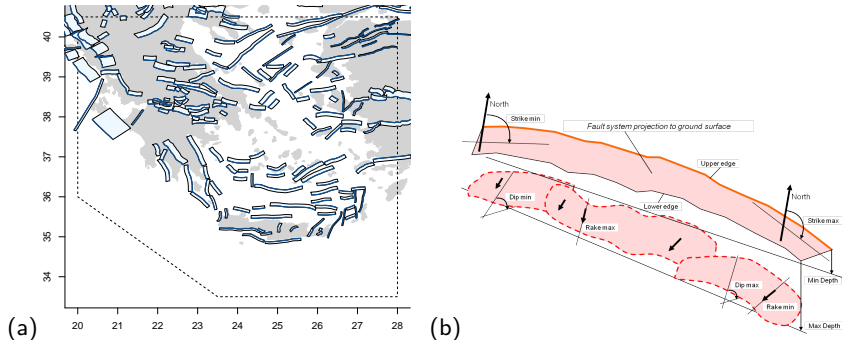 40
39
38
37
36
35
34
33
20 21 22 23 24 25 26 27 28
(a)
North
Strike min
Fault system projection to ground surface
Upper edge
North
Dip min
Lower edge
Strike max
Rake max
Min Depth
Dip max
Rake min
Max Depth
(b)